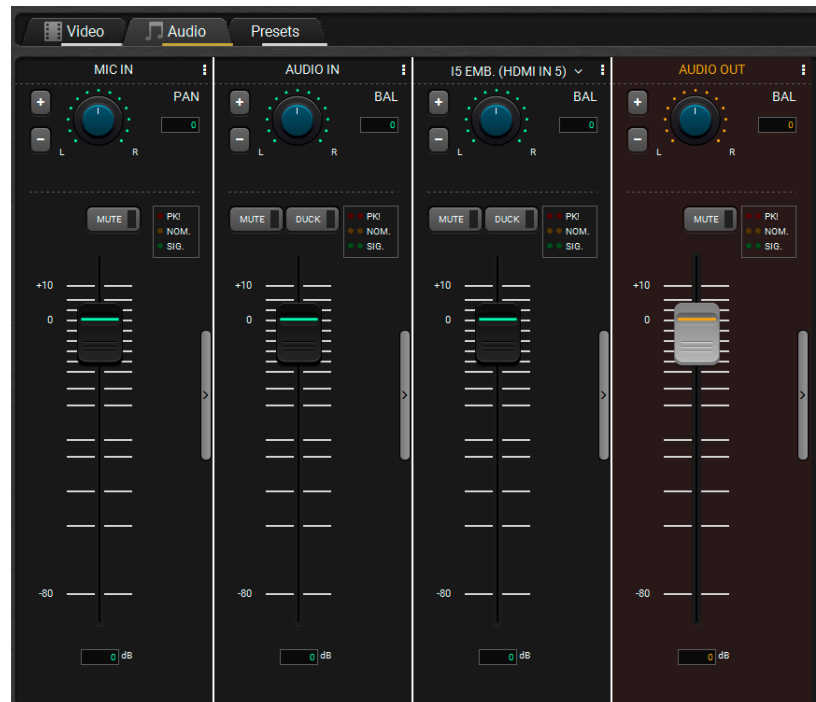 Video Audio Presets
MIC IN
+ PAN
0
−
L R
MUTE PK!
NOM.
SIG.
+10
0
-80
0 dB
AUDIO IN
+ BAL
0
−
L R
MUTE DUCK PK!
NOM.
SIG.
+10
0
-80
0 dB
I5 EMB. (HDMI IN 5)
+ BAL
0
−
L R
MUTE DUCK PK!
NOM.
SIG.
+10
0
-80
0 dB
AUDIO OUT
+ BAL
0
−
L R
MUTE PK!
NOM.
SIG.
+10
0
-80
0 dB